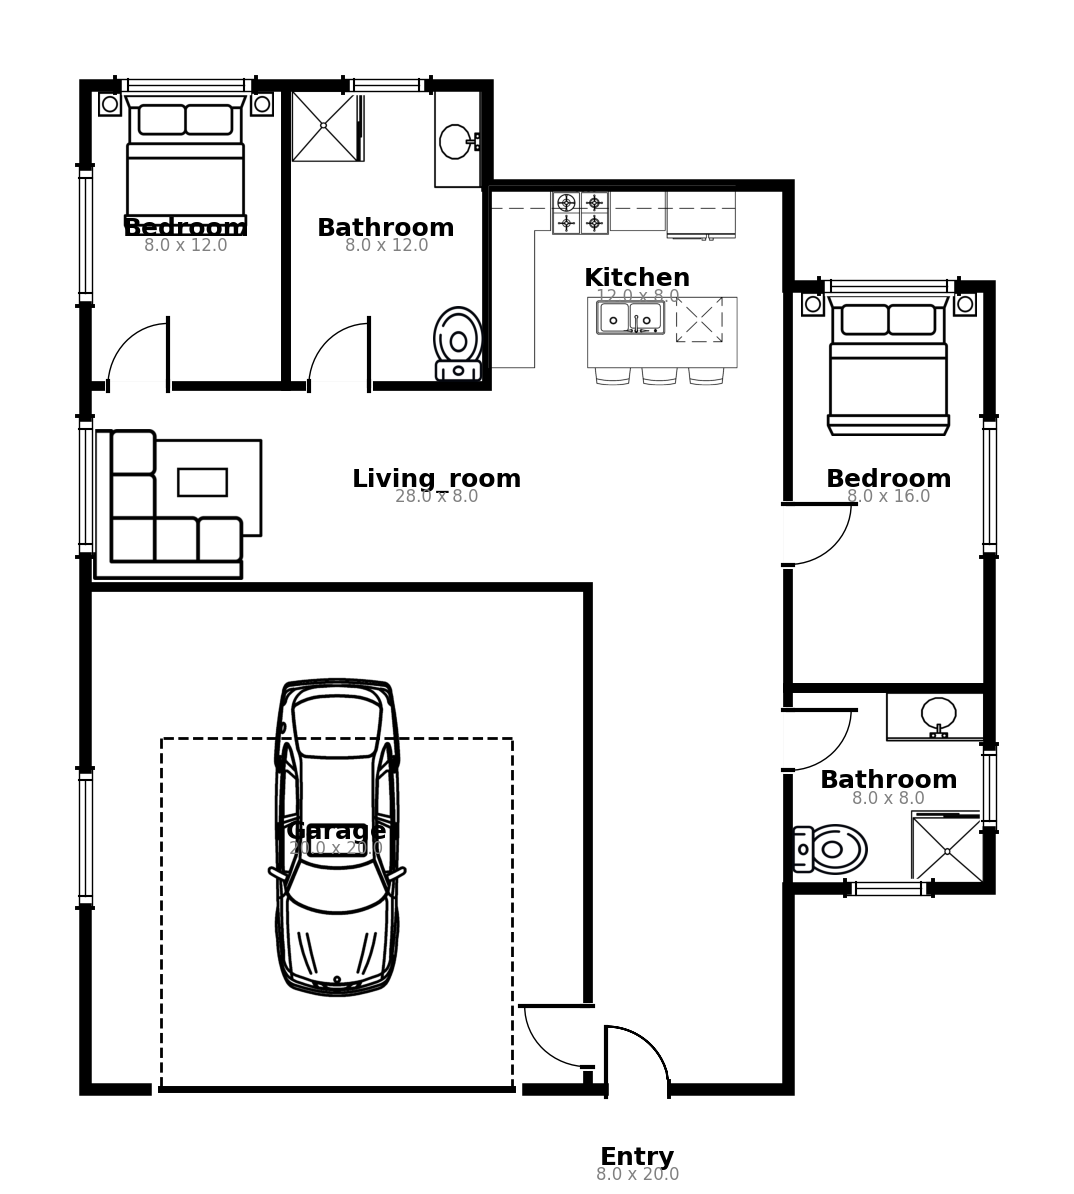 Bedroom
8.0 x 12.0
Bathroom
8.0 x 12.0
Kitchen
12.0 x 8.0
Living_room
28.0 x 8.0
Bedroom
8.0 x 16.0
Bathroom
8.0 x 8.0
Garage
20.0 x 20.0
Entry
8.0 x 20.0